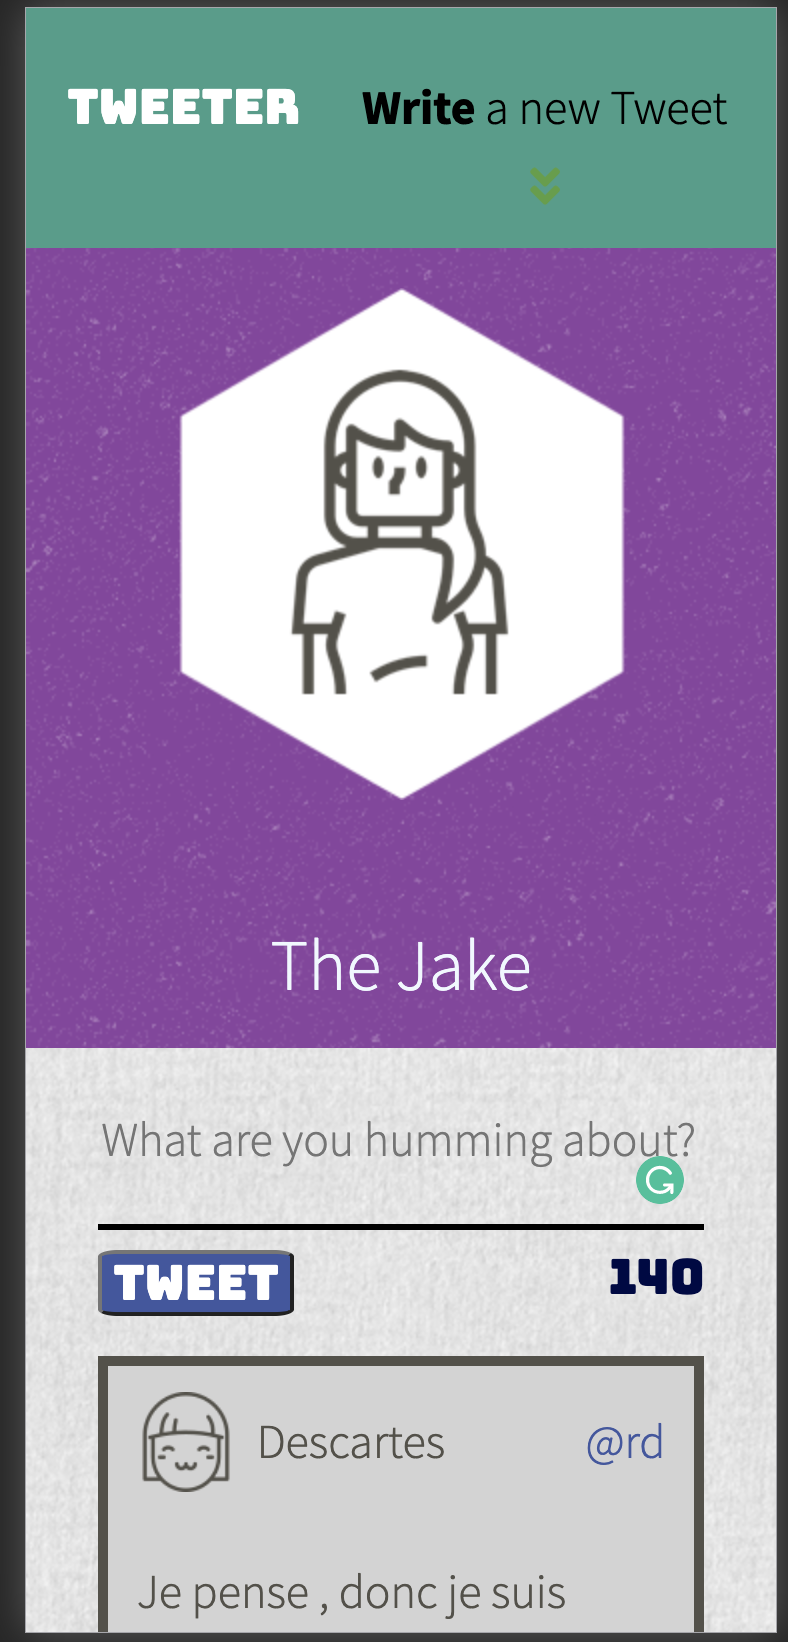 TWEETER
Write a new Tweet
The Jake
What are you humming about?
TWEET
140
Descartes
@rd
Je pense , donc je suis